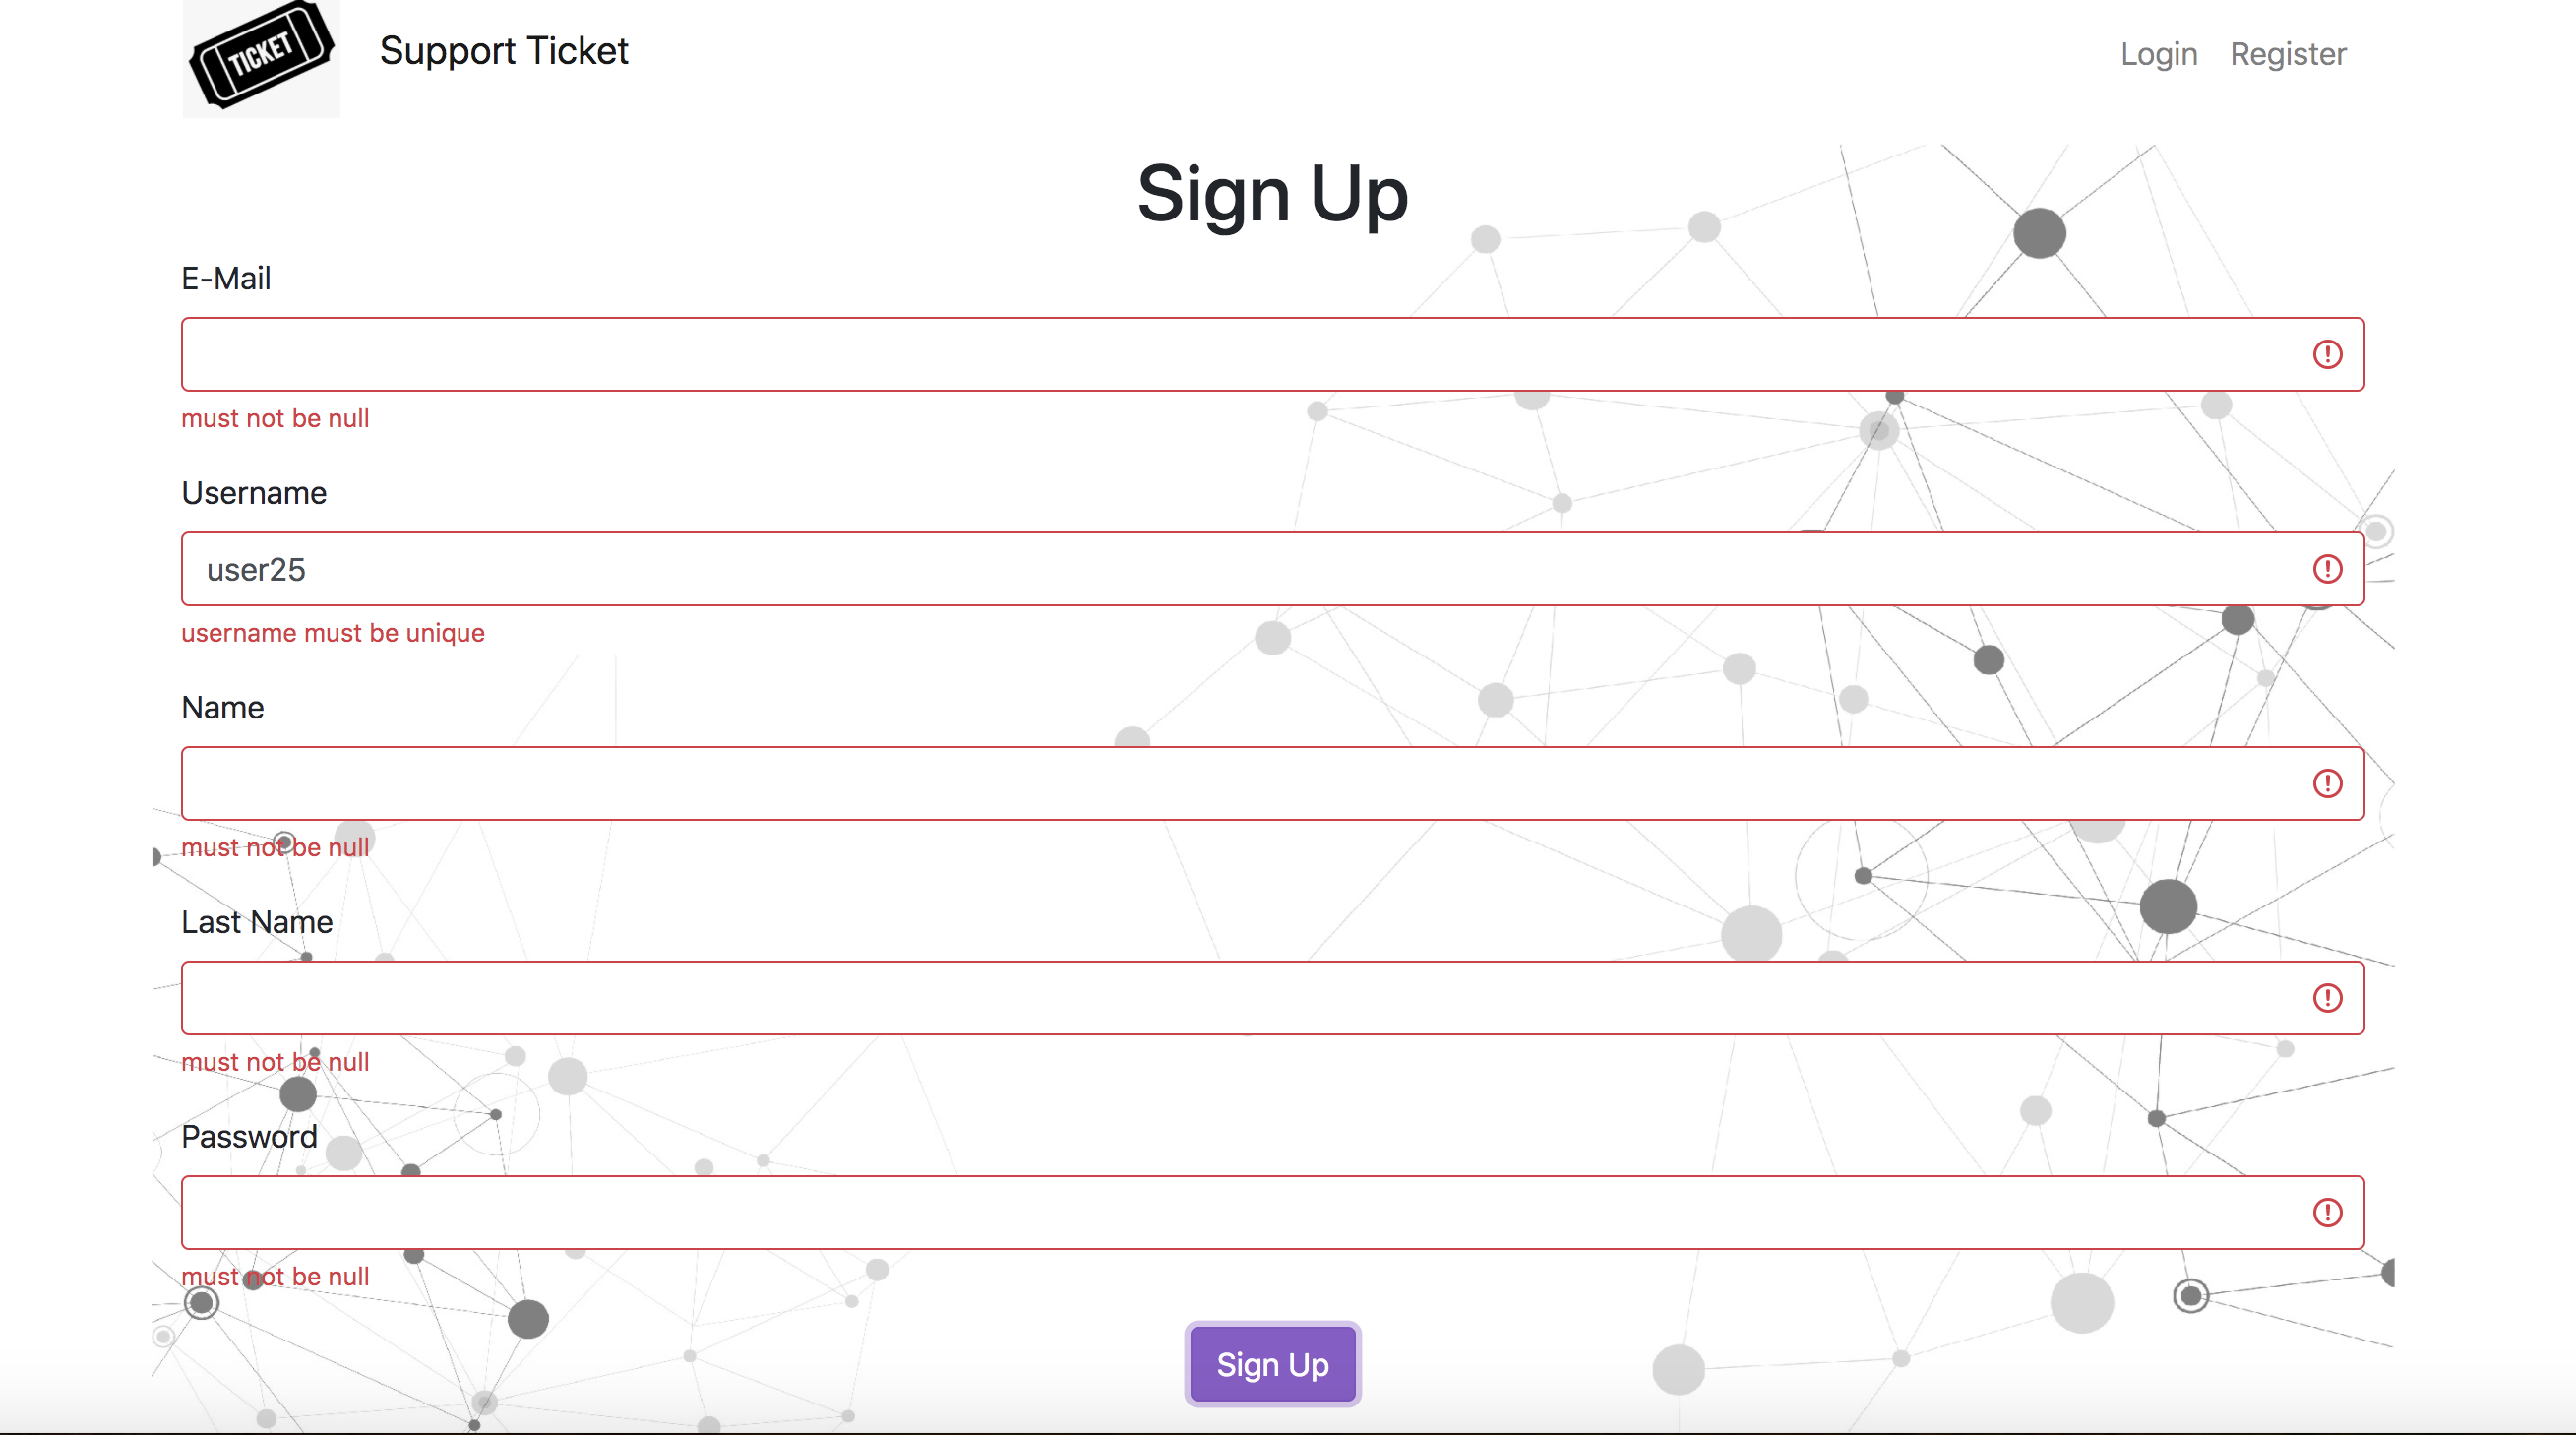 TICKET
Support Ticket
Login Register
Sign Up
E-Mail
must not be null
Username
user25
username must be unique
Name
must not be null
Last Name
must not be null
Password
must not be null
Sign Up